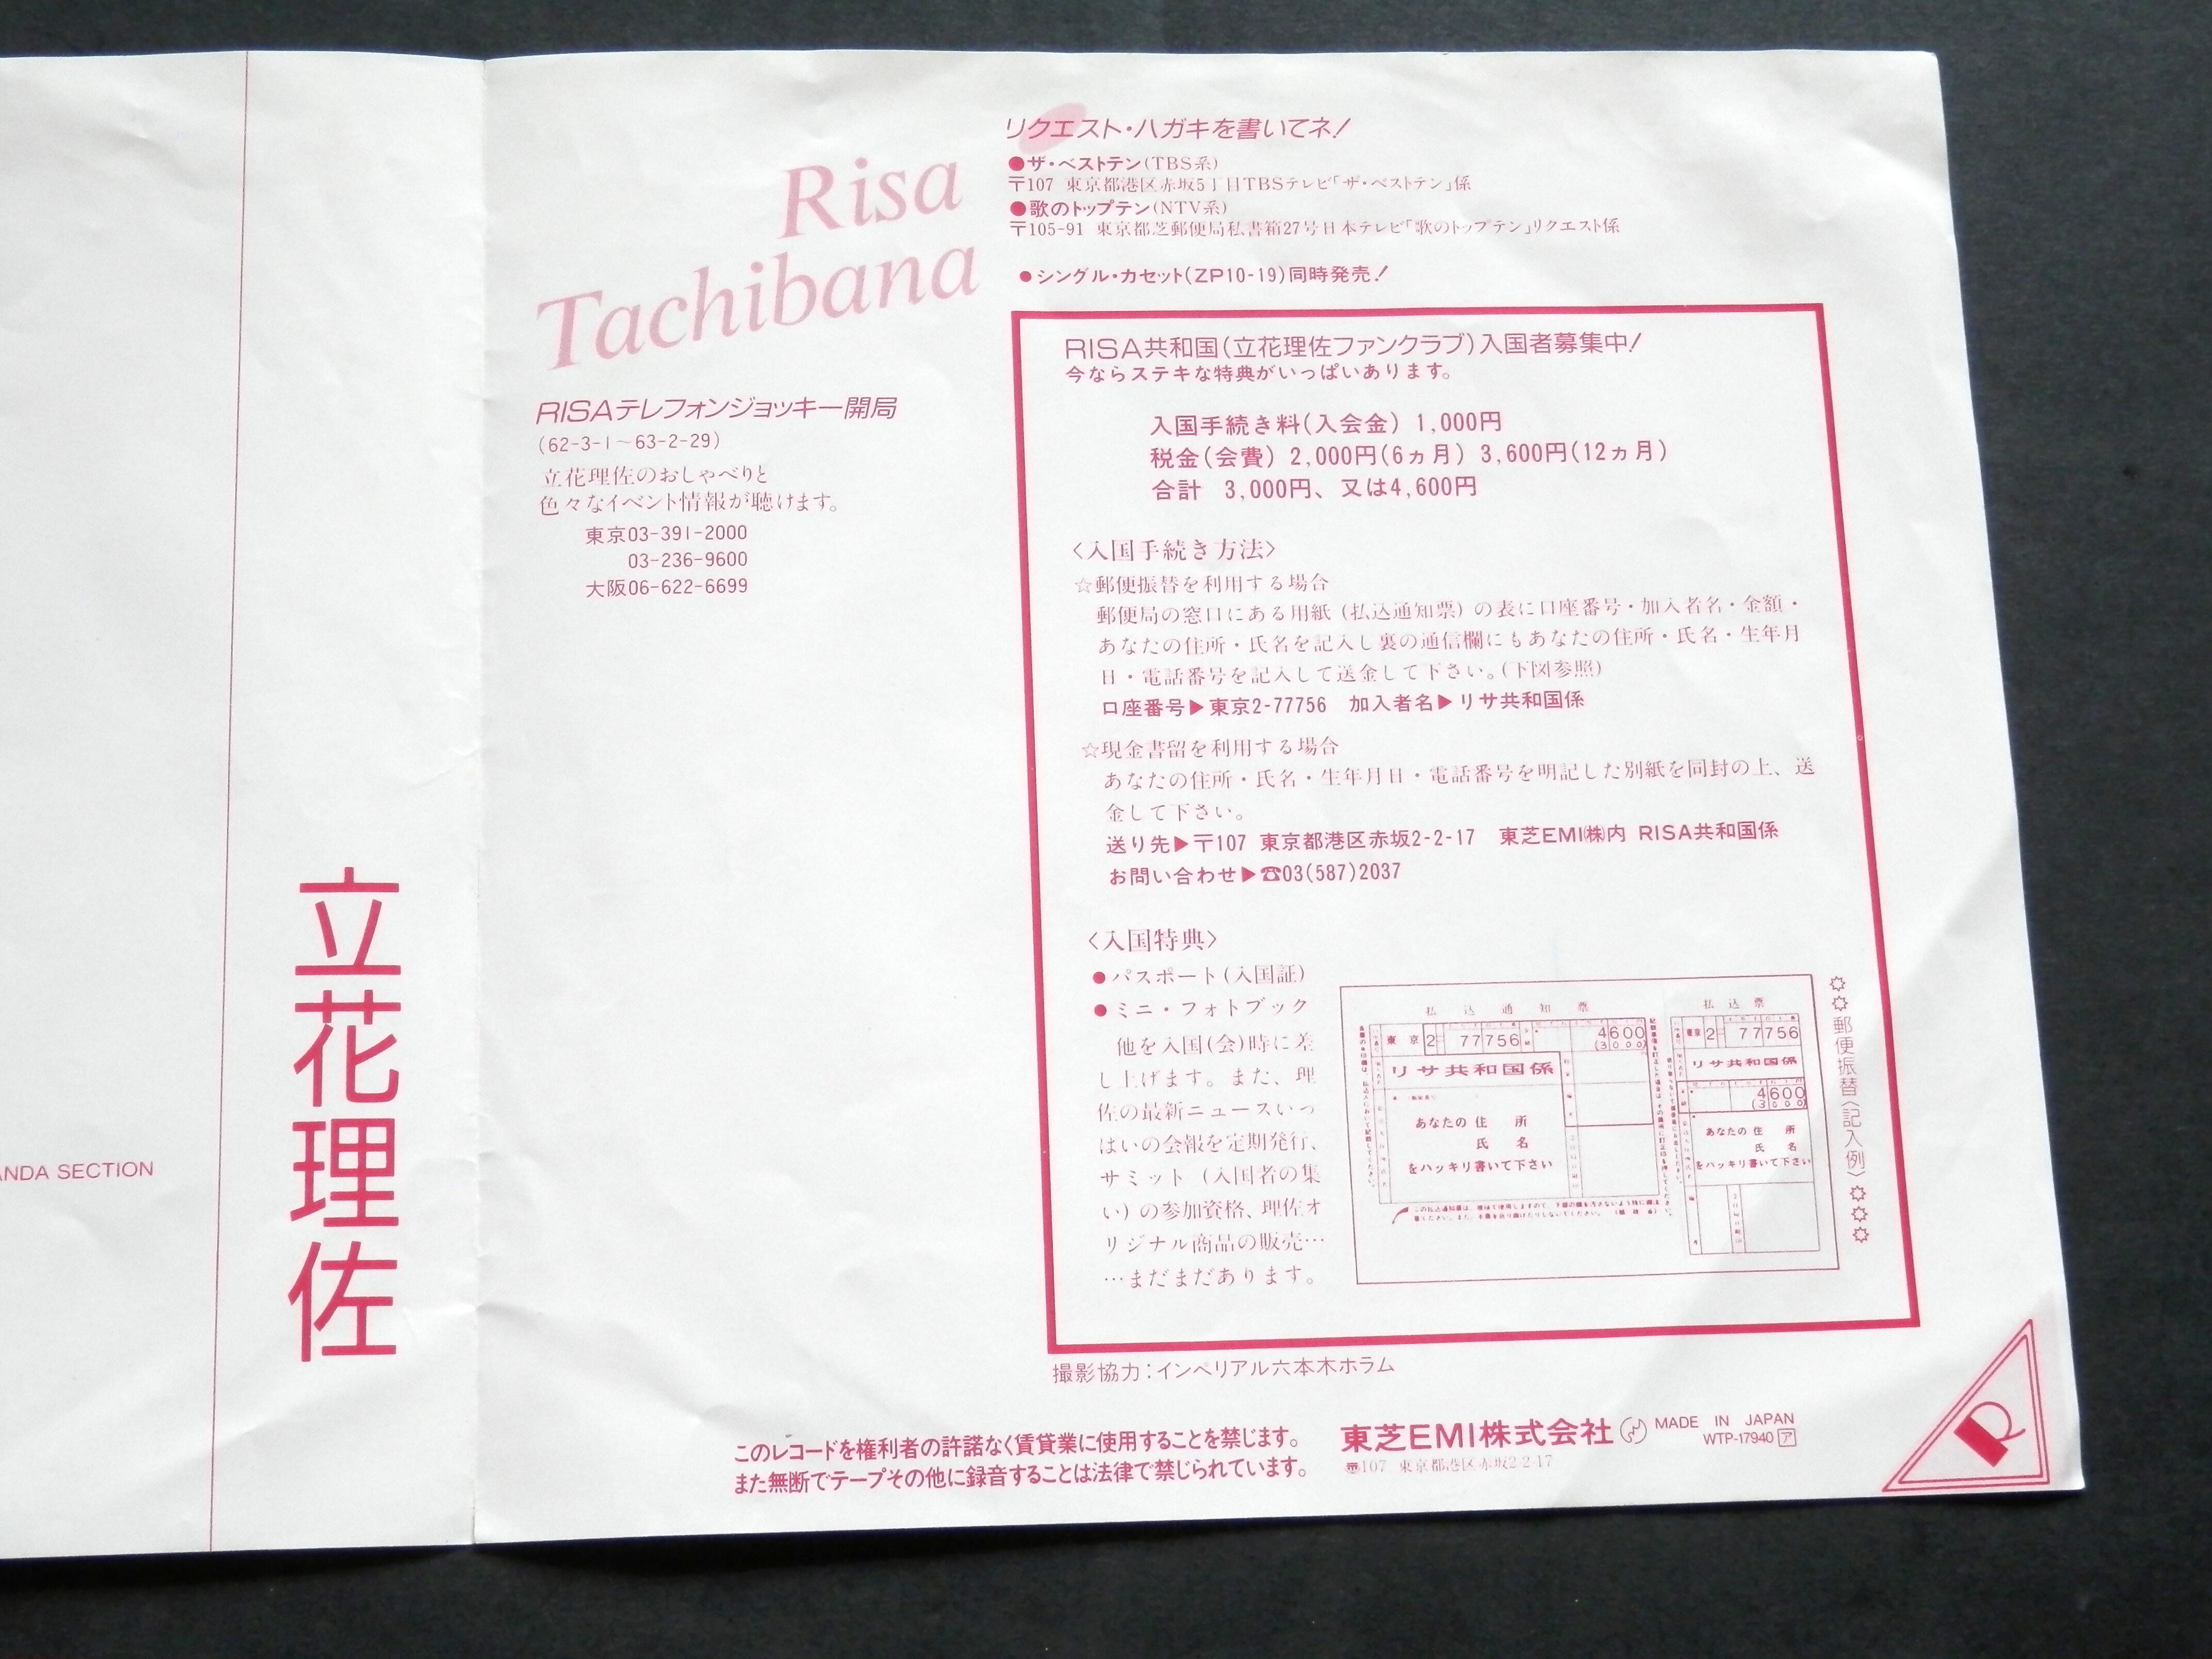 ANDA SECTION
立花理佐
Risa
Tachibana
RISAテレフォンジョッキー開局
(62-3-1~63-2-29)
立花理佐のおしゃべりと
色々なイベント情報が聴けます。
東京03-391-2000
03-236-9600
大阪06-622-6699
リクエスト・ハガキを書いてネ!
●ザ・ベストテン(TBS系)
〒107 東京都港区赤坂5丁目TBSテレビ「ザ・ベストテン」係
●歌のトップテン(NTV系)
〒105-91 東京都芝郵便局私書箱27号日本テレビ「歌のトップテン」リクエスト係
●シングル・カセット(ZP10-19)同時発売!
RISA共和国(立花理佐ファンクラブ)入国者募集中!
今ならステキな特典がいっぱいあります。
入国手続き料(入会金) 1,000円
税金(会費) 2,000円(6ヵ月) 3,600円(12ヵ月)
合計 3,000円、又は4,600円
〈入国手続き方法〉
☆郵便振替を利用する場合
郵便局の窓口にある用紙(払込通知票)の表に口座番号・加入者名・金額・
あなたの住所・氏名を記入し裏の通信欄にもあなたの住所・氏名・生年月
日・電話番号を記入して送金して下さい。(下図参照)
口座番号▶東京2-77756 加入者名▶リサ共和国係
☆現金書留を利用する場合
あなたの住所・氏名・生年月日・電話番号を明記した別紙を同封の上、送
金して下さい。
送り先▶〒107 東京都港区赤坂2-2-17 東芝EMI㈱内 RISA共和国係
お問い合わせ▶☎03(587)2037
〈入国特典〉
●パスポート(入国証)
●ミニ・フォトブック
他を入国(会)時に差
し上げます。また、理
佐の最新ニュースいっ
ぱいの会報を定期発行、
サミット(入国者の集
い)の参加資格、理佐オ
リジナル商品の販売…
…まだまだあります。
払込通知票
東京 2 77756 4600
(3000)
リサ共和国係
あなたの住 所
氏 名
をハッキリ書いて下さい
払込票
東京 2 77756
リサ共和国係
4600
(3000)
あなたの住 所
氏 名
をハッキリ書いて下さい
☆☆郵便振替〈記入例〉☆☆☆
撮影協力:インペリアル六本木ホラム
このレコードを権利者の許諾なく賃貸業に使用することを禁じます。
また無断でテープその他に録音することは法律で禁じられています。
東芝EMI株式会社
〒107 東京都港区赤坂2-2-17
MADE IN JAPAN
WTP-17940 ア
R